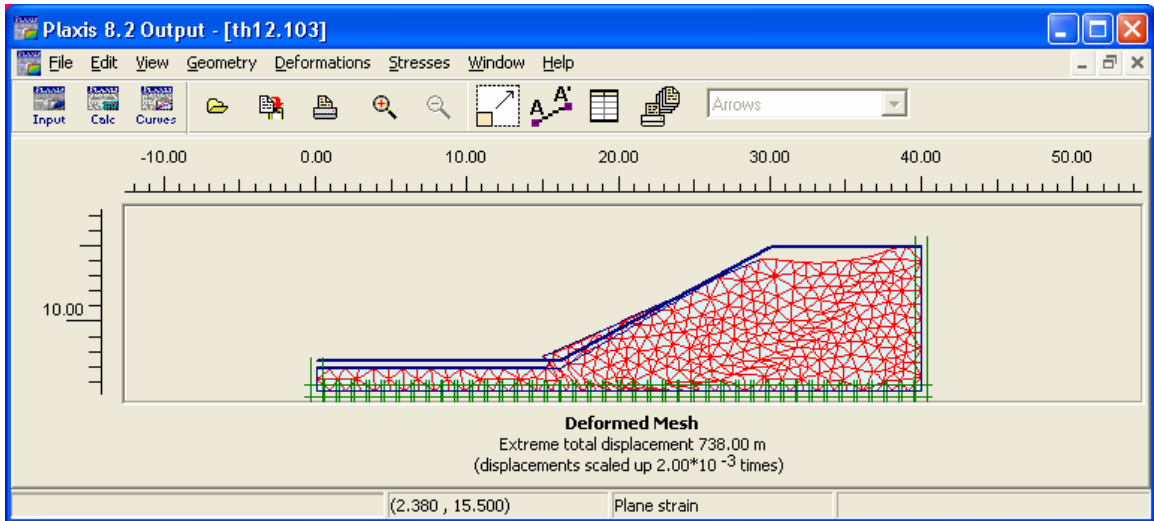 Plaxis 8.2 Output - [th12.103]
File Edit View Geometry Deformations Stresses Window Help
Input Calc Curves A A' Arrows
-10.00 0.00 10.00 20.00 30.00 40.00 50.00
10.00
Deformed Mesh
Extreme total displacement 738.00 m
(displacements scaled up 2.00*10 -3 times)
(2.380 , 15.500) Plane strain